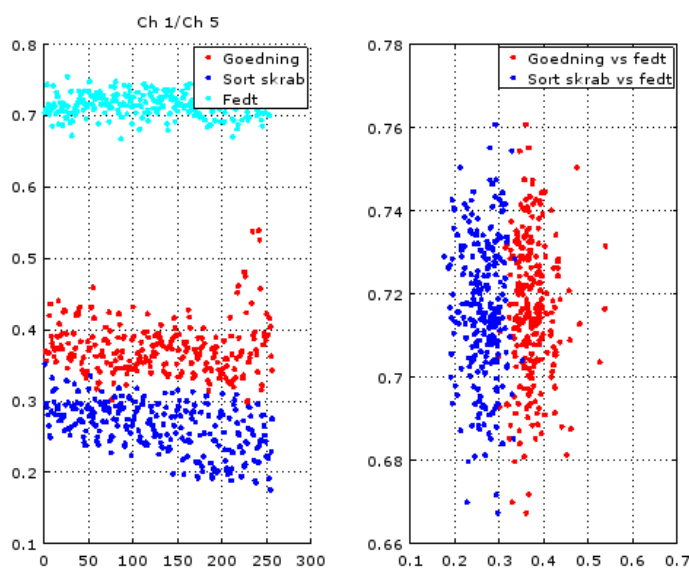 Ch 1/Ch 5
Goedning
Sort skrab
Fedt
0.8
0.7
0.6
0.5
0.4
0.3
0.2
0.1
0 50 100 150 200 250 300
Goedning vs fedt
Sort skrab vs fedt
0.78
0.76
0.74
0.72
0.7
0.68
0.66
0.1 0.2 0.3 0.4 0.5 0.6 0.7